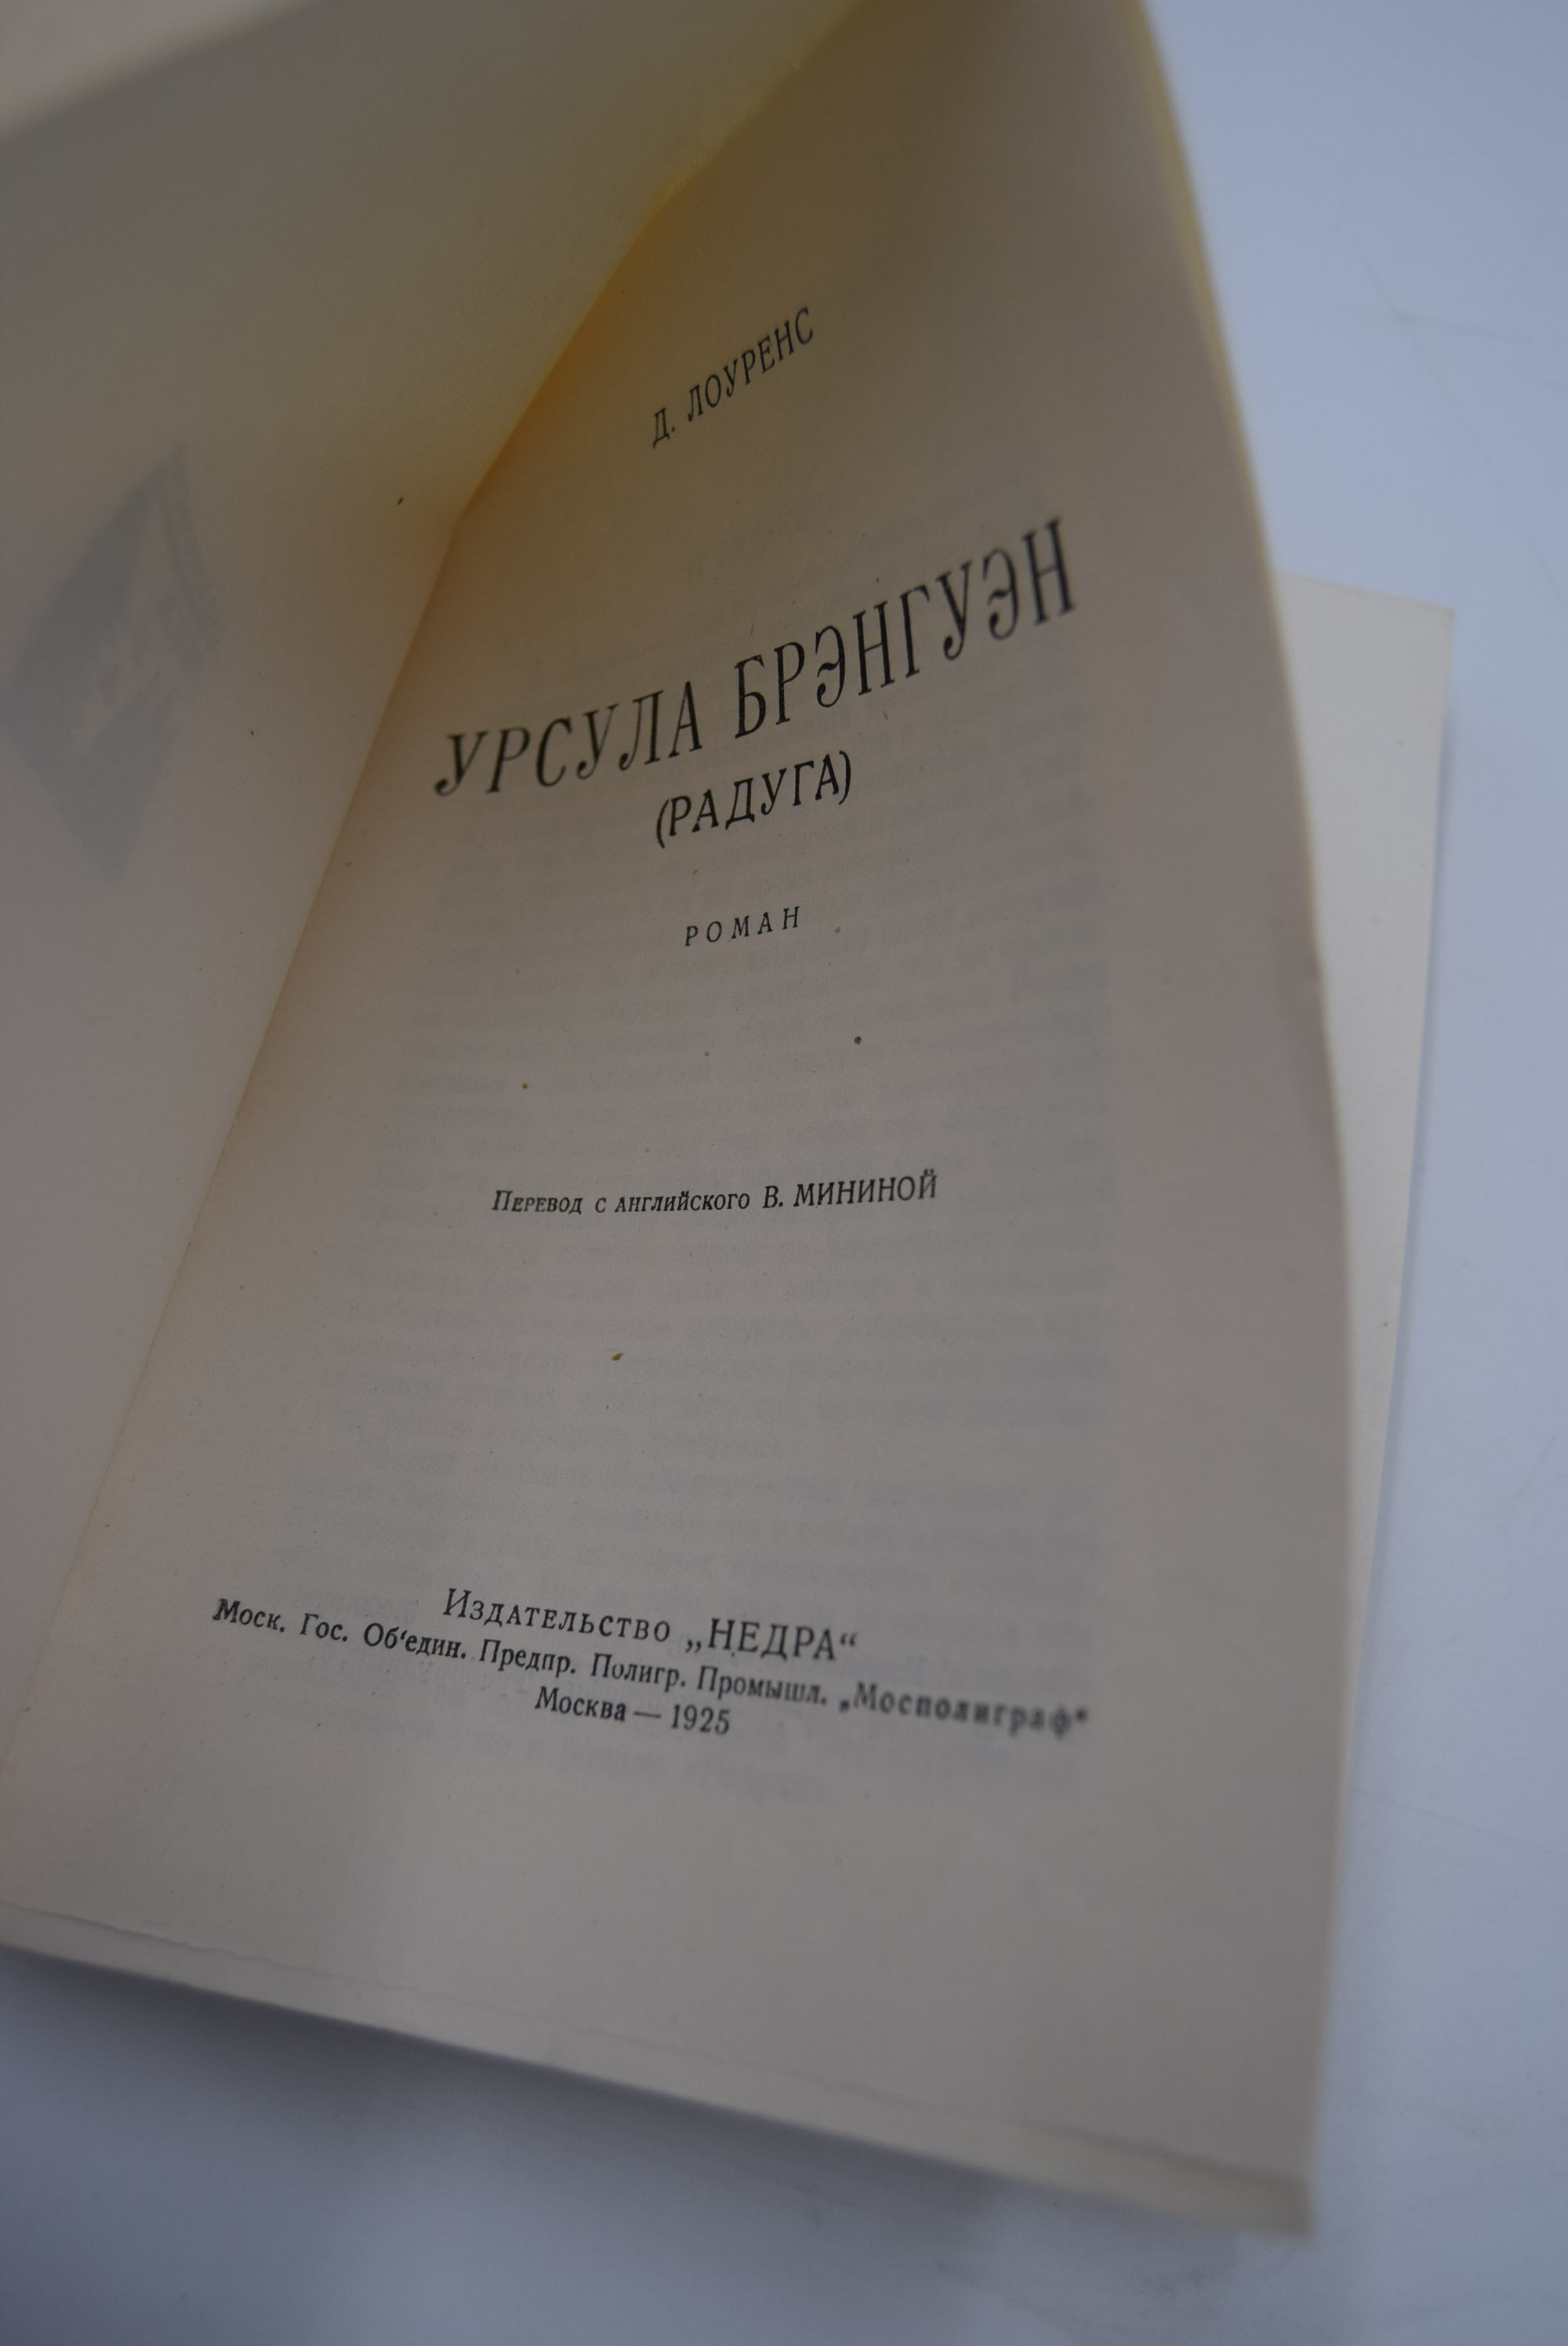 Д. ЛОУРЕНС
УРСУЛА БРЭНГУЭН
(РАДУГА)
РОМАН
Перевод с английского В. МИНИНОЙ
Издательство „НЕДРА“
Моск. Гос. Об‘един. Предпр. Полигр. Промышл. „Мосполиграф“
Москва — 1925